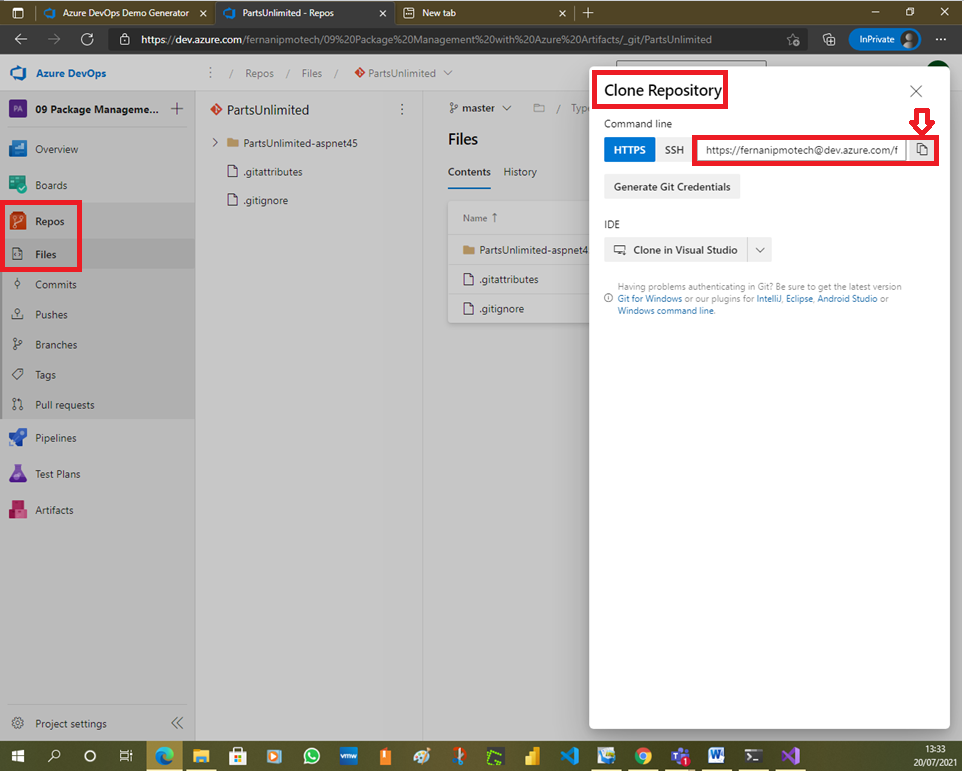 Azure DevOps Demo Generator
PartsUnlimited - Repos
New tab
https://dev.azure.com/fernanipmotech/09%20Package%20Management%20with%20Azure%20Artifacts/_git/PartsUnlimited
InPrivate
Azure DevOps
/ Repos / Files / PartsUnlimited
PA
09 Package Manageme...
Overview
Boards
Repos
Files
Commits
Pushes
Branches
Tags
Pull requests
Pipelines
Test Plans
Artifacts
Project settings
PartsUnlimited
PartsUnlimited-aspnet45
.gitattributes
.gitignore
master
/
Files
Contents
History
Name ↑
PartsUnlimited-aspnet4
.gitattributes
.gitignore
Clone Repository
Command line
HTTPS
SSH
https://fernanipmotech@dev.azure.com/f
Generate Git Credentials
IDE
Clone in Visual Studio
Having problems authenticating in Git? Be sure to get the latest version
Git for Windows or our plugins for IntelliJ, Eclipse, Android Studio or
Windows command line.
vmw
13:33
20/07/2021